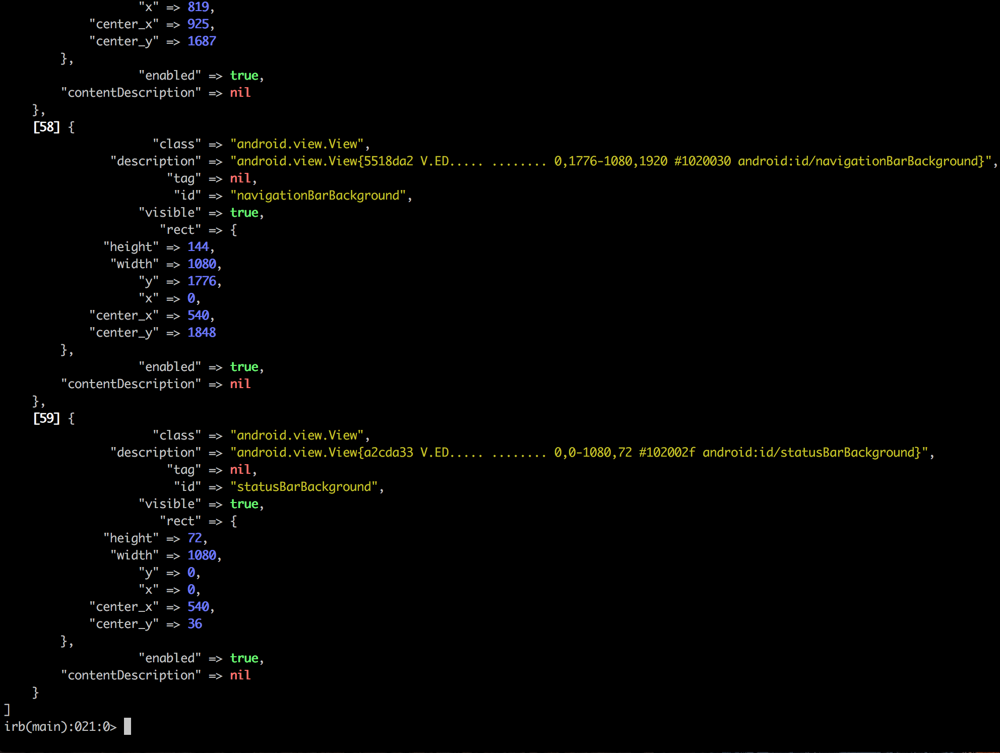 "x" => 819,
"center_x" => 925,
"center_y" => 1687
},
"enabled" => true,
"contentDescription" => nil
},
[58] {
"class" => "android.view.View",
"description" => "android.view.View{5518da2 V.ED..... ........ 0,1776-1080,1920 #1020030 android:id/navigationBarBackground}",
"tag" => nil,
"id" => "navigationBarBackground",
"visible" => true,
"rect" => {
"height" => 144,
"width" => 1080,
"y" => 1776,
"x" => 0,
"center_x" => 540,
"center_y" => 1848
},
"enabled" => true,
"contentDescription" => nil
},
[59] {
"class" => "android.view.View",
"description" => "android.view.View{a2cda33 V.ED..... ........ 0,0-1080,72 #102002f android:id/statusBarBackground}",
"tag" => nil,
"id" => "statusBarBackground",
"visible" => true,
"rect" => {
"height" => 72,
"width" => 1080,
"y" => 0,
"x" => 0,
"center_x" => 540,
"center_y" => 36
},
"enabled" => true,
"contentDescription" => nil
}
]
irb(main):021:0>